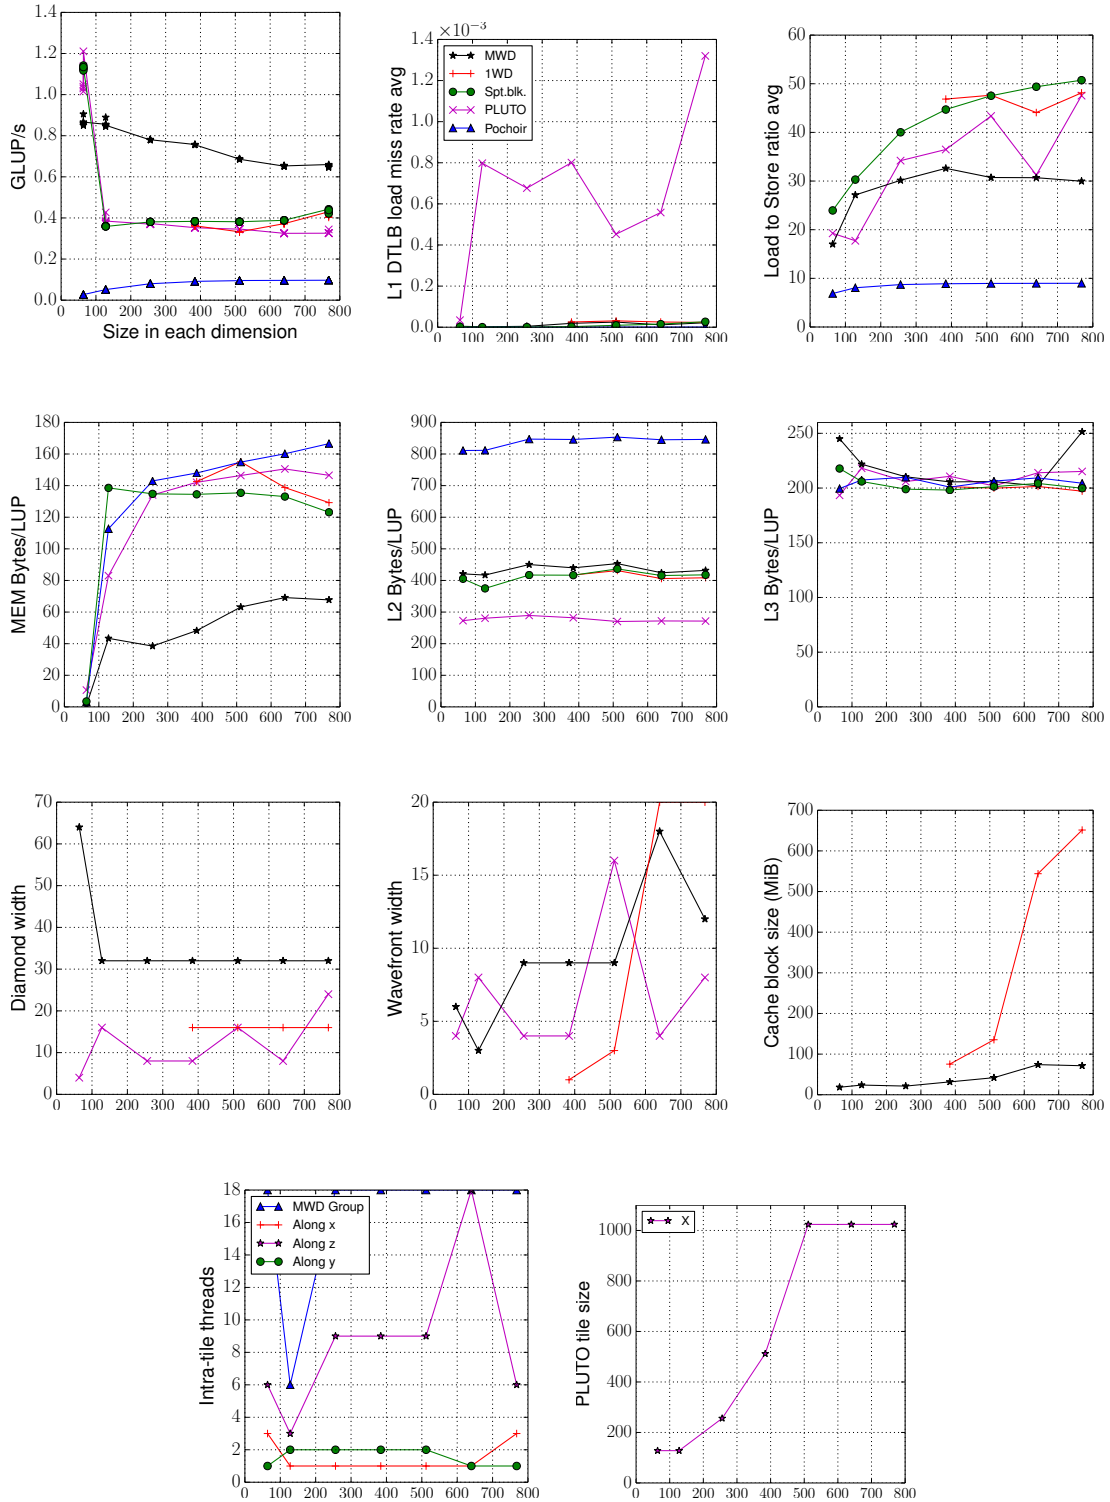 GLUP/s
1.4
1.2
1.0
0.8
0.6
0.4
0.2
0.0
0 100 200 300 400 500 600 700 800
Size in each dimension
L1 DTLB load miss rate avg
×10⁻³
1.4
1.2
1.0
0.8
0.6
0.4
0.2
0.0
0 100 200 300 400 500 600 700 800
MWD
1WD
Spt.blk.
PLUTO
Pochoir
Load to Store ratio avg
60
50
40
30
20
10
0
0 100 200 300 400 500 600 700 800
MEM Bytes/LUP
180
160
140
120
100
80
60
40
20
0
0 100 200 300 400 500 600 700 800
L2 Bytes/LUP
900
800
700
600
500
400
300
200
100
0
0 100 200 300 400 500 600 700 800
L3 Bytes/LUP
250
200
150
100
50
0
0 100 200 300 400 500 600 700 800
Diamond width
70
60
50
40
30
20
10
0
0 100 200 300 400 500 600 700 800
Wavefront width
20
15
10
5
0
0 100 200 300 400 500 600 700 800
Cache block size (MiB)
700
600
500
400
300
200
100
0
0 100 200 300 400 500 600 700 800
Intra-tile threads
18
16
14
12
10
8
6
4
2
0
0 100 200 300 400 500 600 700 800
MWD Group
Along x
Along z
Along y
PLUTO tile size
1000
800
600
400
200
0
0 100 200 300 400 500 600 700 800
X